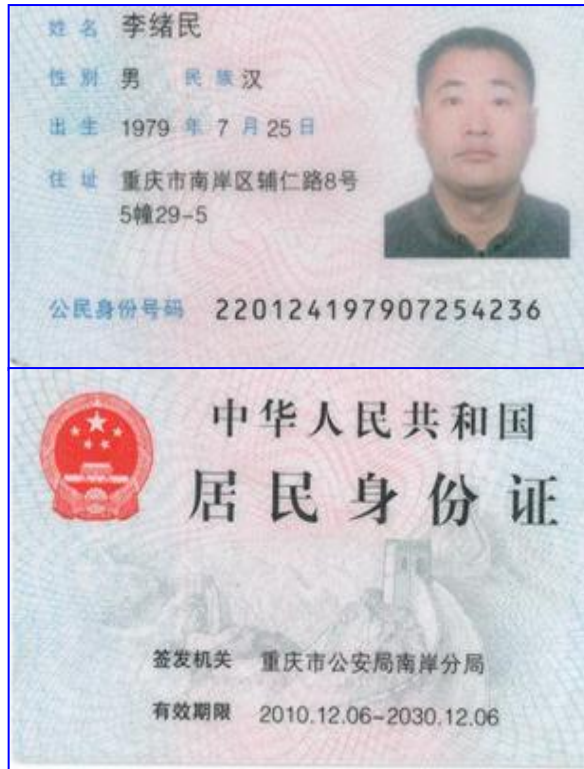 姓名 李绪民
性别 男 民族 汉
出生 1979 年 7 月 25 日
住址 重庆市南岸区辅仁路8号
5幢29-5
公民身份号码 220124197907254236
中华人民共和国
居民身份证
签发机关 重庆市公安局南岸分局
有效期限 2010.12.06-2030.12.06